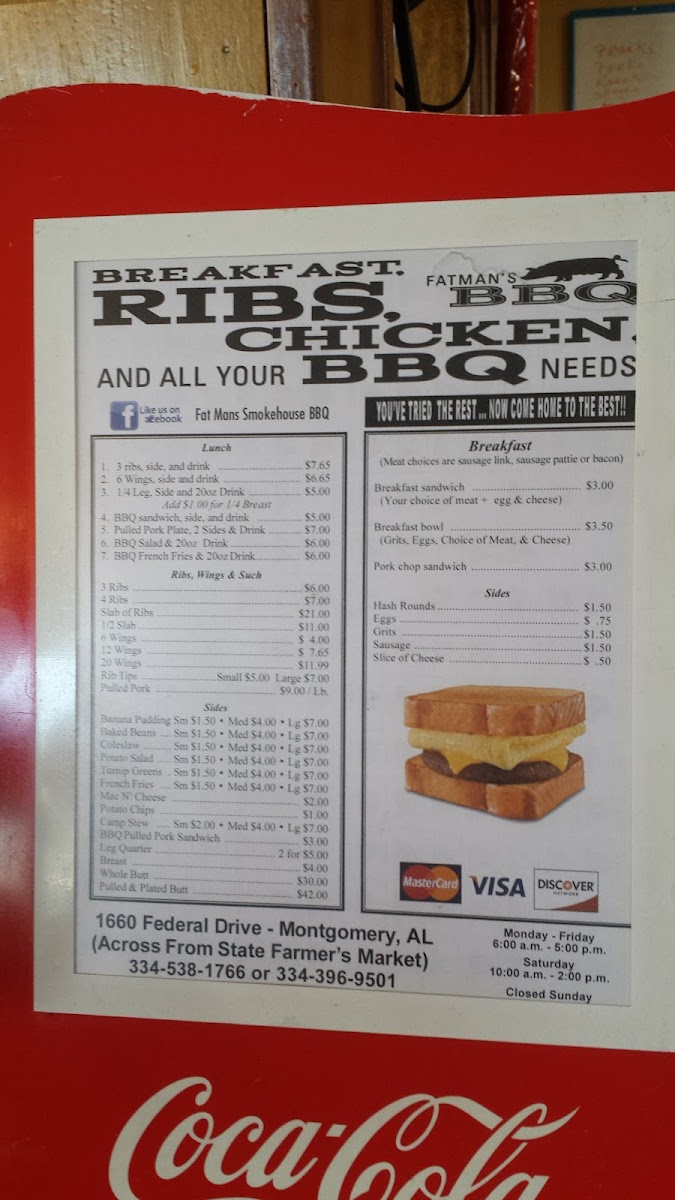 BREAKFAST.
RIBS,
CHICKEN.
AND ALL YOUR BBQ NEEDS
FATMAN'S
BBQ
Like us on
Fat Mans Smokehouse BBQ
YOU'VE TRIED THE REST ... NOW COME HOME TO THE BEST!!
Lunch
1. 3 ribs, side, and drink $7.65
2. 6 Wings, side and drink $6.65
3. 1/4 Leg, Side and 20oz Drink $5.00
Add $1.00 for 1/4 Breast
4. BBQ sandwich, side, and drink $5.00
5. Pulled Pork Plate, 2 Sides & Drink $7.00
6. BBQ Salad & 20oz Drink $6.00
7. BBQ French Fries & 20oz Drink $6.00
Ribs, Wings & Such
3 Ribs $6.00
4 Ribs $7.00
Slab of Ribs $21.00
1/2 Slab $11.00
6 Wings $ 4.00
12 Wings $ 7.65
20 Wings $11.99
Rib Tips Small $5.00 Large $7.00
Pulled Pork $9.00 / Lb.
Sides
Banana Pudding Sm $1.50 • Med $4.00 • Lg $7.00
Baked Beans Sm $1.50 • Med $4.00 • Lg $7.00
Coleslaw Sm $1.50 • Med $4.00 • Lg $7.00
Potato Salad Sm $1.50 • Med $4.00 • Lg $7.00
Turnip Greens Sm $1.50 • Med $4.00 • Lg $7.00
French Fries Sm $1.50 • Med $4.00 • Lg $7.00
Mac N' Cheese $2.00
Potato Chips $1.00
Camp Stew Sm $2.00 • Med $4.00 • Lg $7.00
BBQ Pulled Pork Sandwich $3.00
Leg Quarter 2 for $5.00
Breast $4.00
Whole Butt $30.00
Pulled & Plated Butt $42.00
Breakfast
(Meat choices are sausage link, sausage pattie or bacon)
Breakfast sandwich $3.00
(Your choice of meat + egg & cheese)
Breakfast bowl $3.50
(Grits, Eggs, Choice of Meat, & Cheese)
Pork chop sandwich $3.00
Sides
Hash Rounds $1.50
Eggs $ .75
Grits $1.50
Sausage $1.50
Slice of Cheese $ .50
MasterCard VISA DISCOVER
NETWORK
1660 Federal Drive - Montgomery, AL
(Across From State Farmer's Market)
334-538-1766 or 334-396-9501
Monday - Friday
6:00 a.m. - 5:00 p.m.
Saturday
10:00 a.m. - 2:00 p.m.
Closed Sunday
Coca-Cola